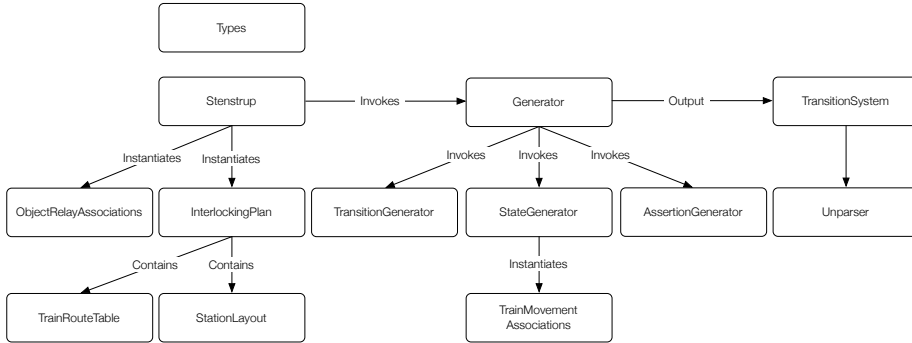 Types
Stenstrup
Invokes
Generator
Output
TransitionSystem
Instantiates
Instantiates
Invokes
Invokes
Invokes
ObjectRelayAssociations
InterlockingPlan
TransitionGenerator
StateGenerator
AssertionGenerator
Unparser
Contains
Contains
Instantiates
TrainRouteTable
StationLayout
TrainMovement
Associations